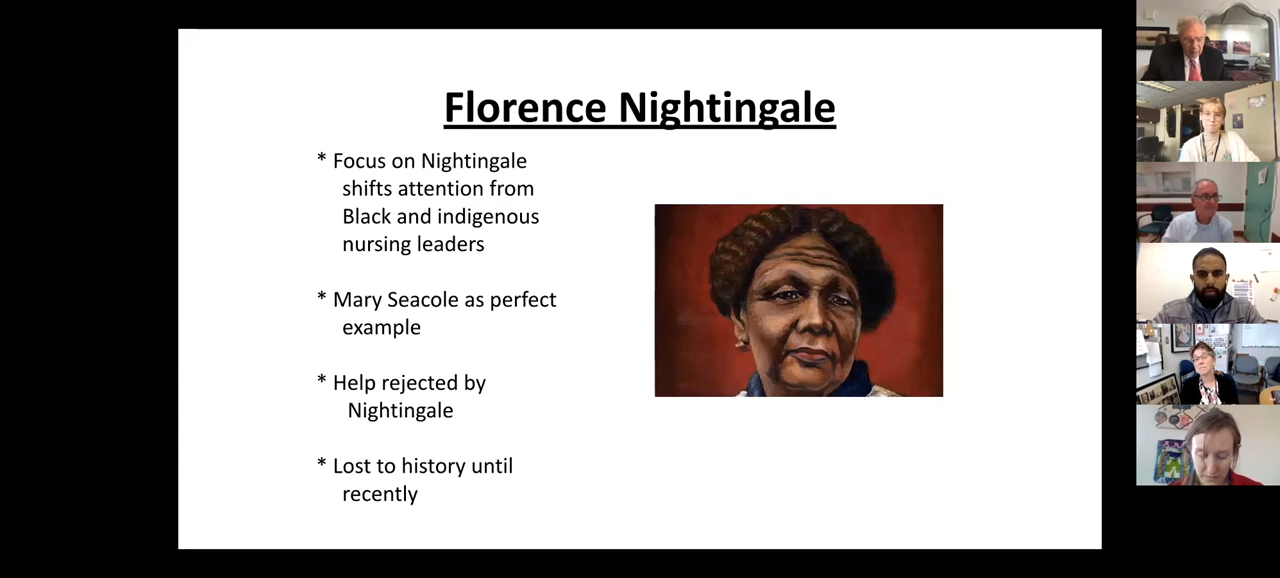 Florence Nightingale
* Focus on Nightingale
shifts attention from
Black and indigenous
nursing leaders
* Mary Seacole as perfect
example
* Help rejected by
Nightingale
* Lost to history until
recently